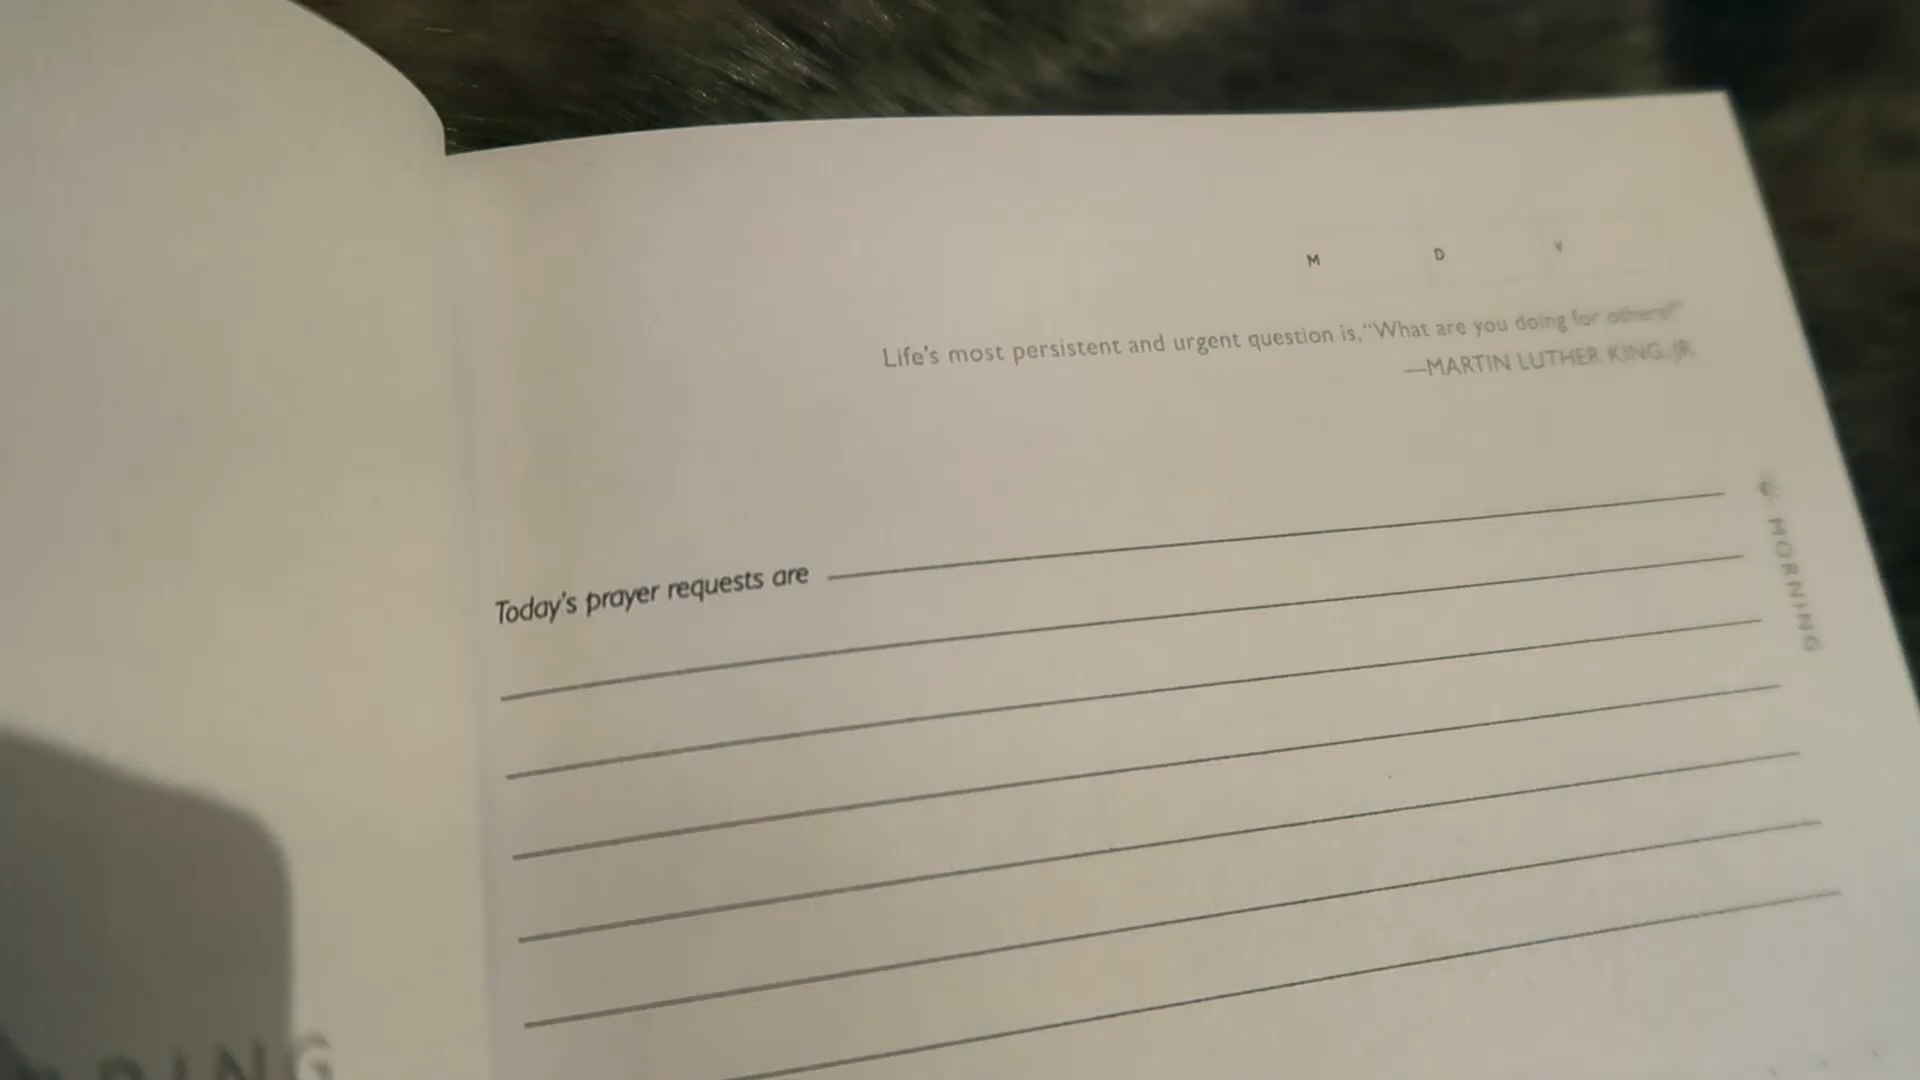 M D Y
Life's most persistent and urgent question is, "What are you doing for others?"
—MARTIN LUTHER KING, JR.
Today's prayer requests are
MORNING